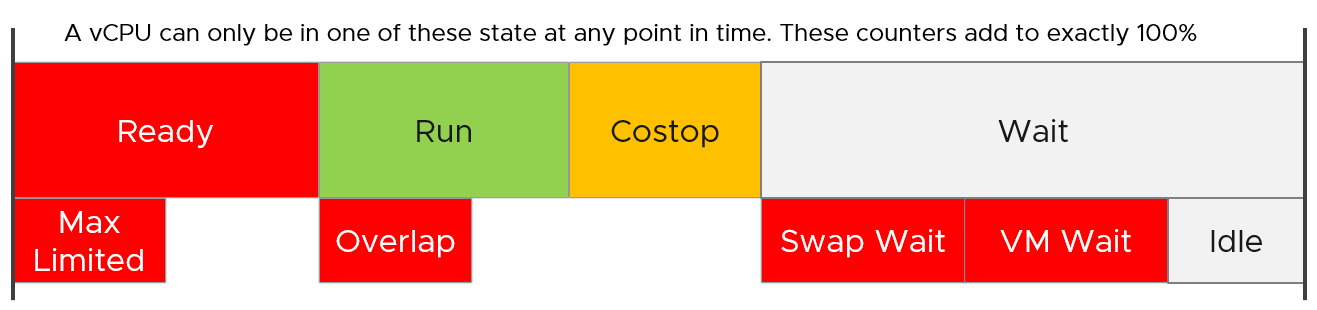 A vCPU can only be in one of these state at any point in time. These counters add to exactly 100%
Ready
Run
Costop
Wait
Max
Limited
Overlap
Swap Wait
VM Wait
Idle